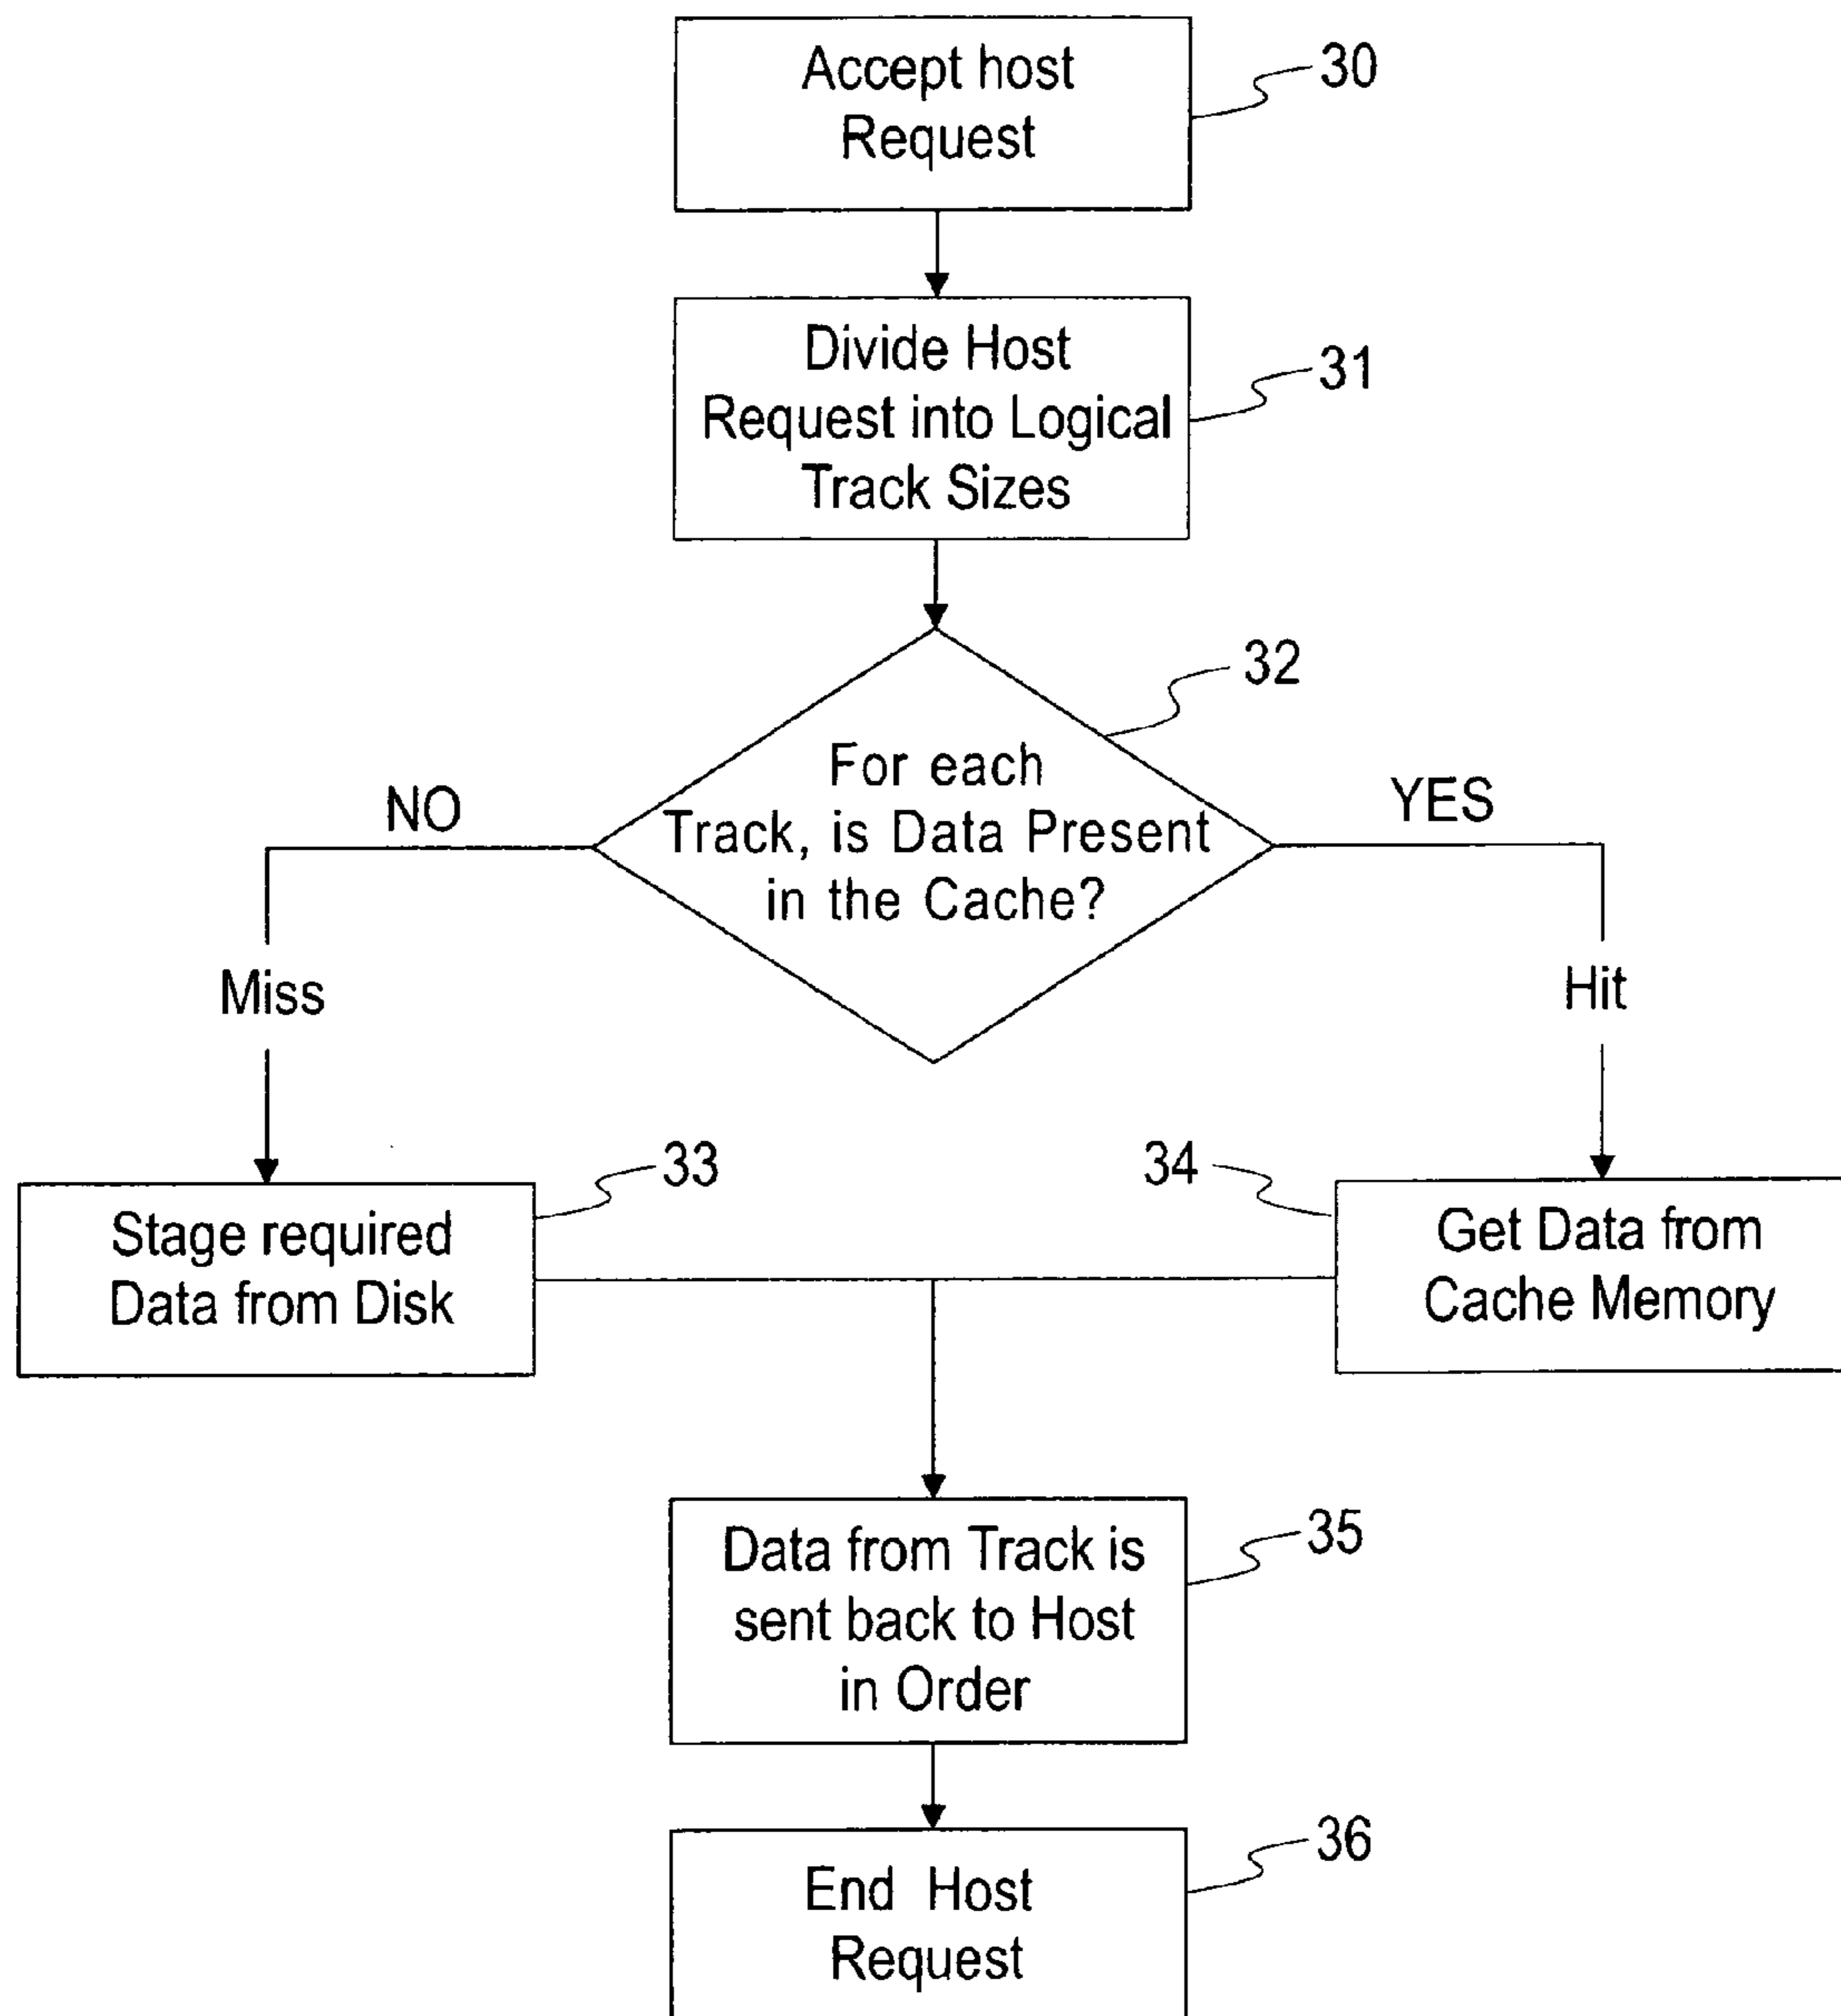 Accept host
Request
30
Divide Host
Request into Logical
Track Sizes
31
32
For each
Track, is Data Present
in the Cache?
NO
YES
Miss
Hit
33
34
Stage required
Data from Disk
Get Data from
Cache Memory
Data from Track is
sent back to Host
in Order
35
End Host
Request
36